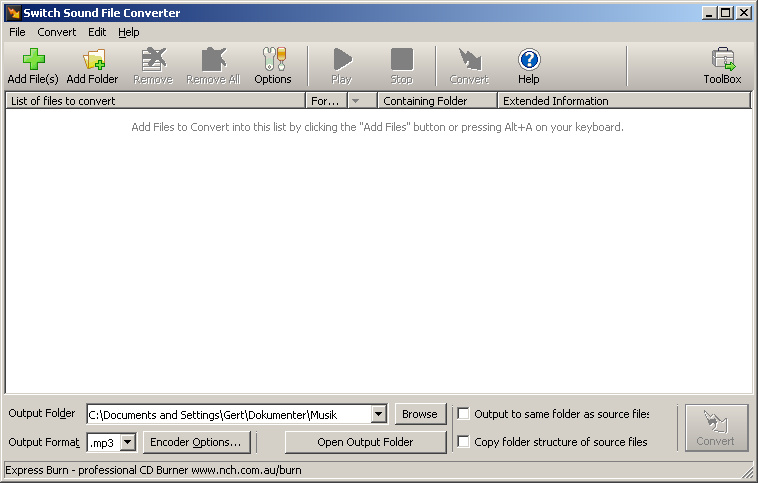 Switch Sound File Converter
File Convert Edit Help
Add File(s) Add Folder Remove Remove All Options Play Stop Convert Help ToolBox
List of files to convert For... Containing Folder Extended Information
Add Files to Convert into this list by clicking the "Add Files" button or pressing Alt+A on your keyboard.
Output Folder C:\Documents and Settings\Gert\Dokumenter\Musik Browse Output to same folder as source files
Output Format .mp3 Encoder Options... Open Output Folder Copy folder structure of source files Convert
Express Burn - professional CD Burner www.nch.com.au/burn